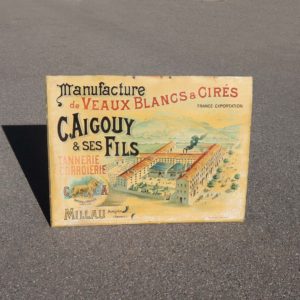 Manufacture
de VEAUX BLANCS & CIRÉS
FRANCE-EXPORTATION
C. AIGOUY
& SES FILS
TANNERIE
CORROIERIE
MILLAU